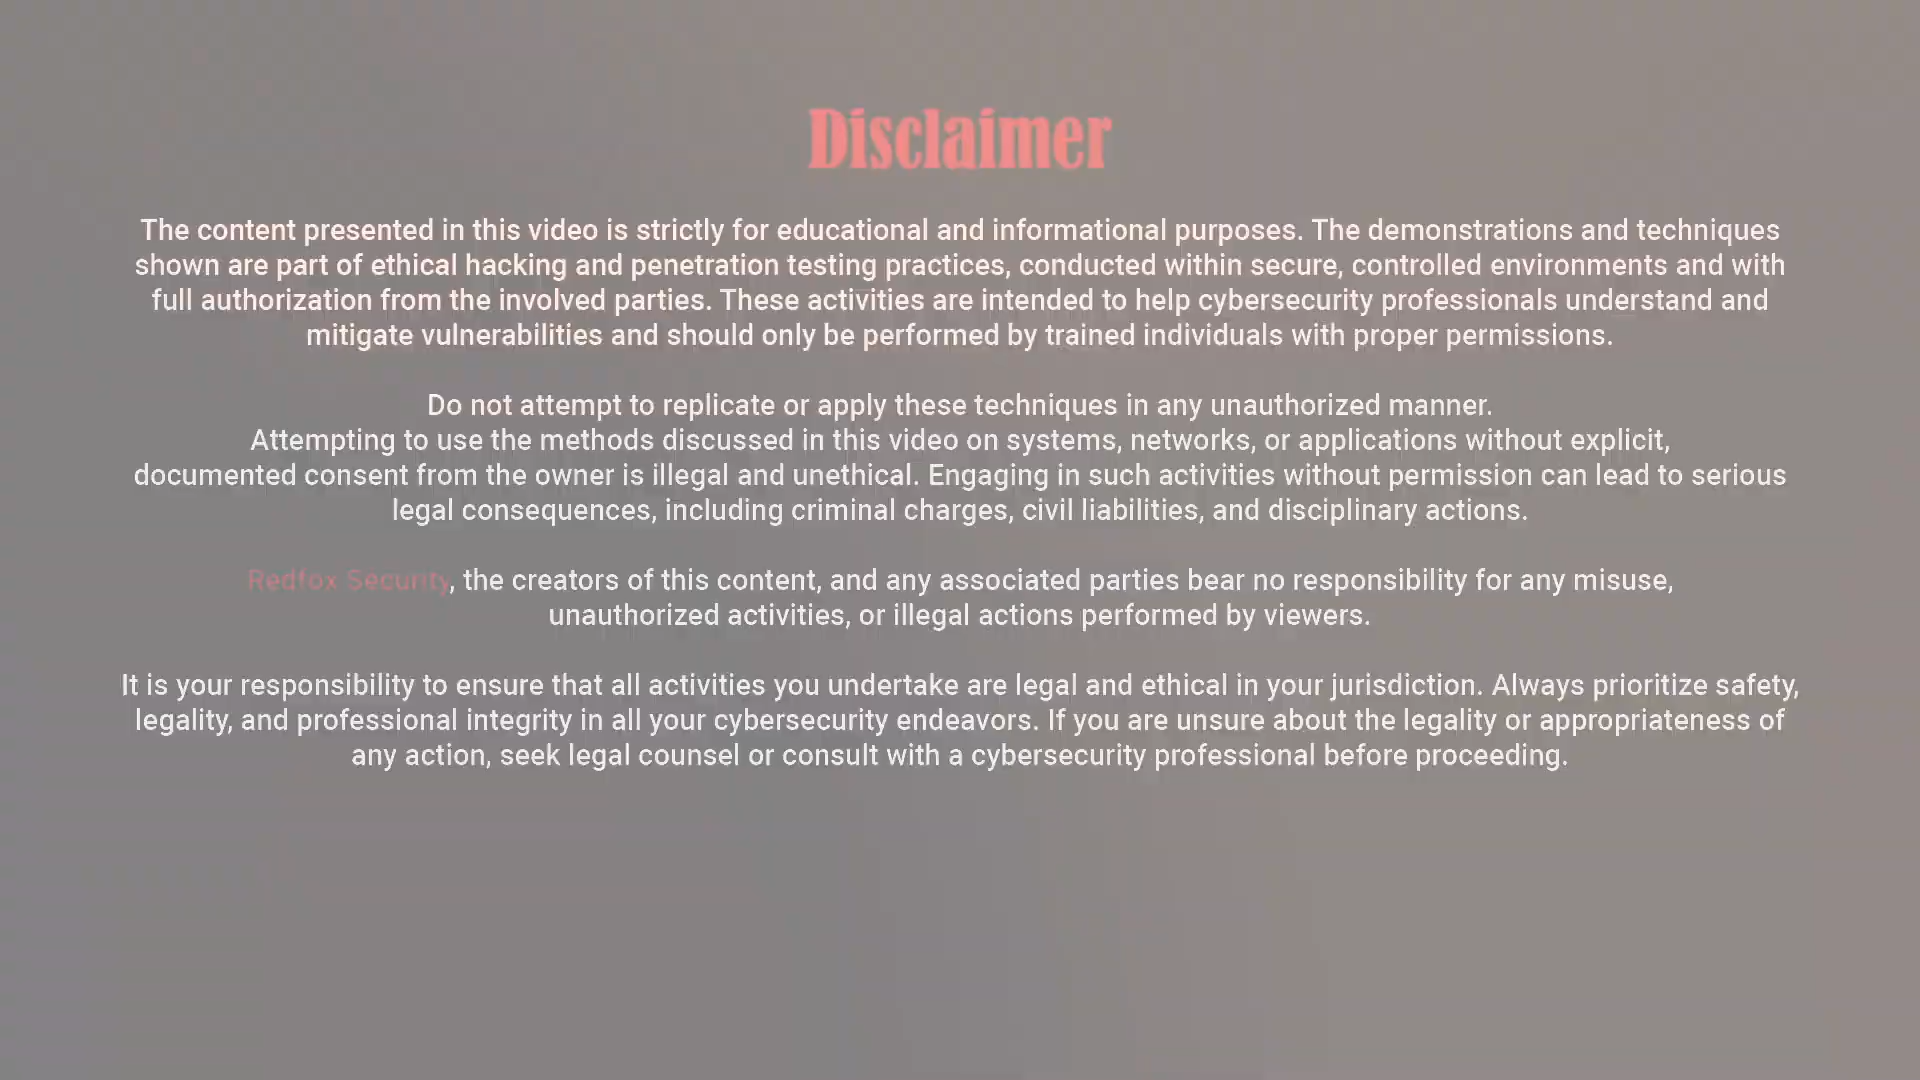 Disclaimer
The content presented in this video is strictly for educational and informational purposes. The demonstrations and techniques
shown are part of ethical hacking and penetration testing practices, conducted within secure, controlled environments and with
full authorization from the involved parties. These activities are intended to help cybersecurity professionals understand and
mitigate vulnerabilities and should only be performed by trained individuals with proper permissions.
Do not attempt to replicate or apply these techniques in any unauthorized manner.
Attempting to use the methods discussed in this video on systems, networks, or applications without explicit,
documented consent from the owner is illegal and unethical. Engaging in such activities without permission can lead to serious
legal consequences, including criminal charges, civil liabilities, and disciplinary actions.
Redfox Security, the creators of this content, and any associated parties bear no responsibility for any misuse,
unauthorized activities, or illegal actions performed by viewers.
It is your responsibility to ensure that all activities you undertake are legal and ethical in your jurisdiction. Always prioritize safety,
legality, and professional integrity in all your cybersecurity endeavors. If you are unsure about the legality or appropriateness of
any action, seek legal counsel or consult with a cybersecurity professional before proceeding.